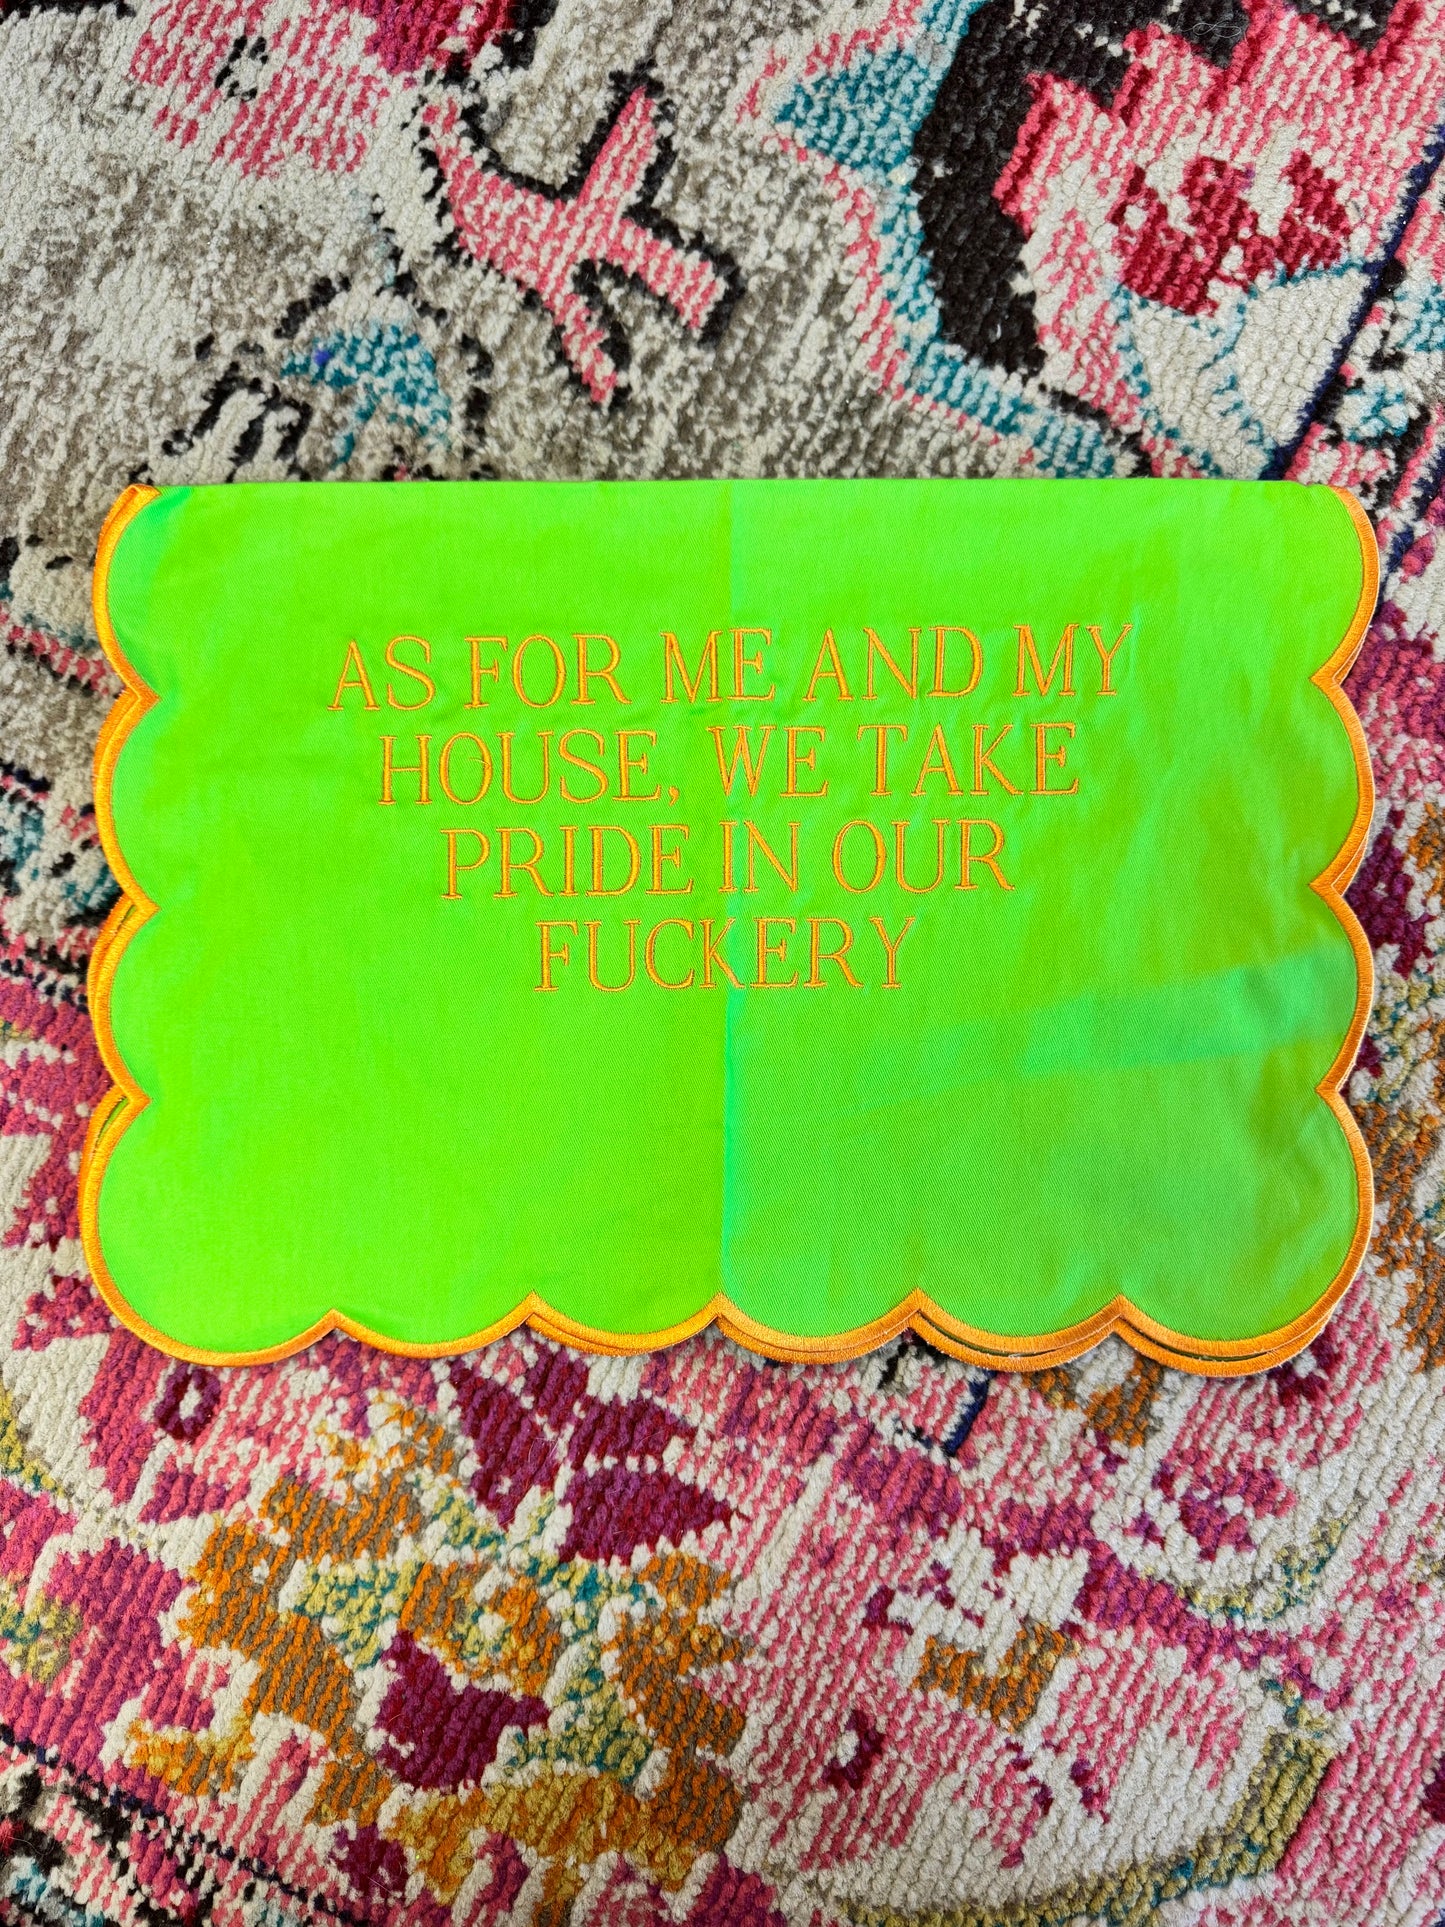 AS FOR ME AND MY
HOUSE, WE TAKE
PRIDE IN OUR
FUCKERY